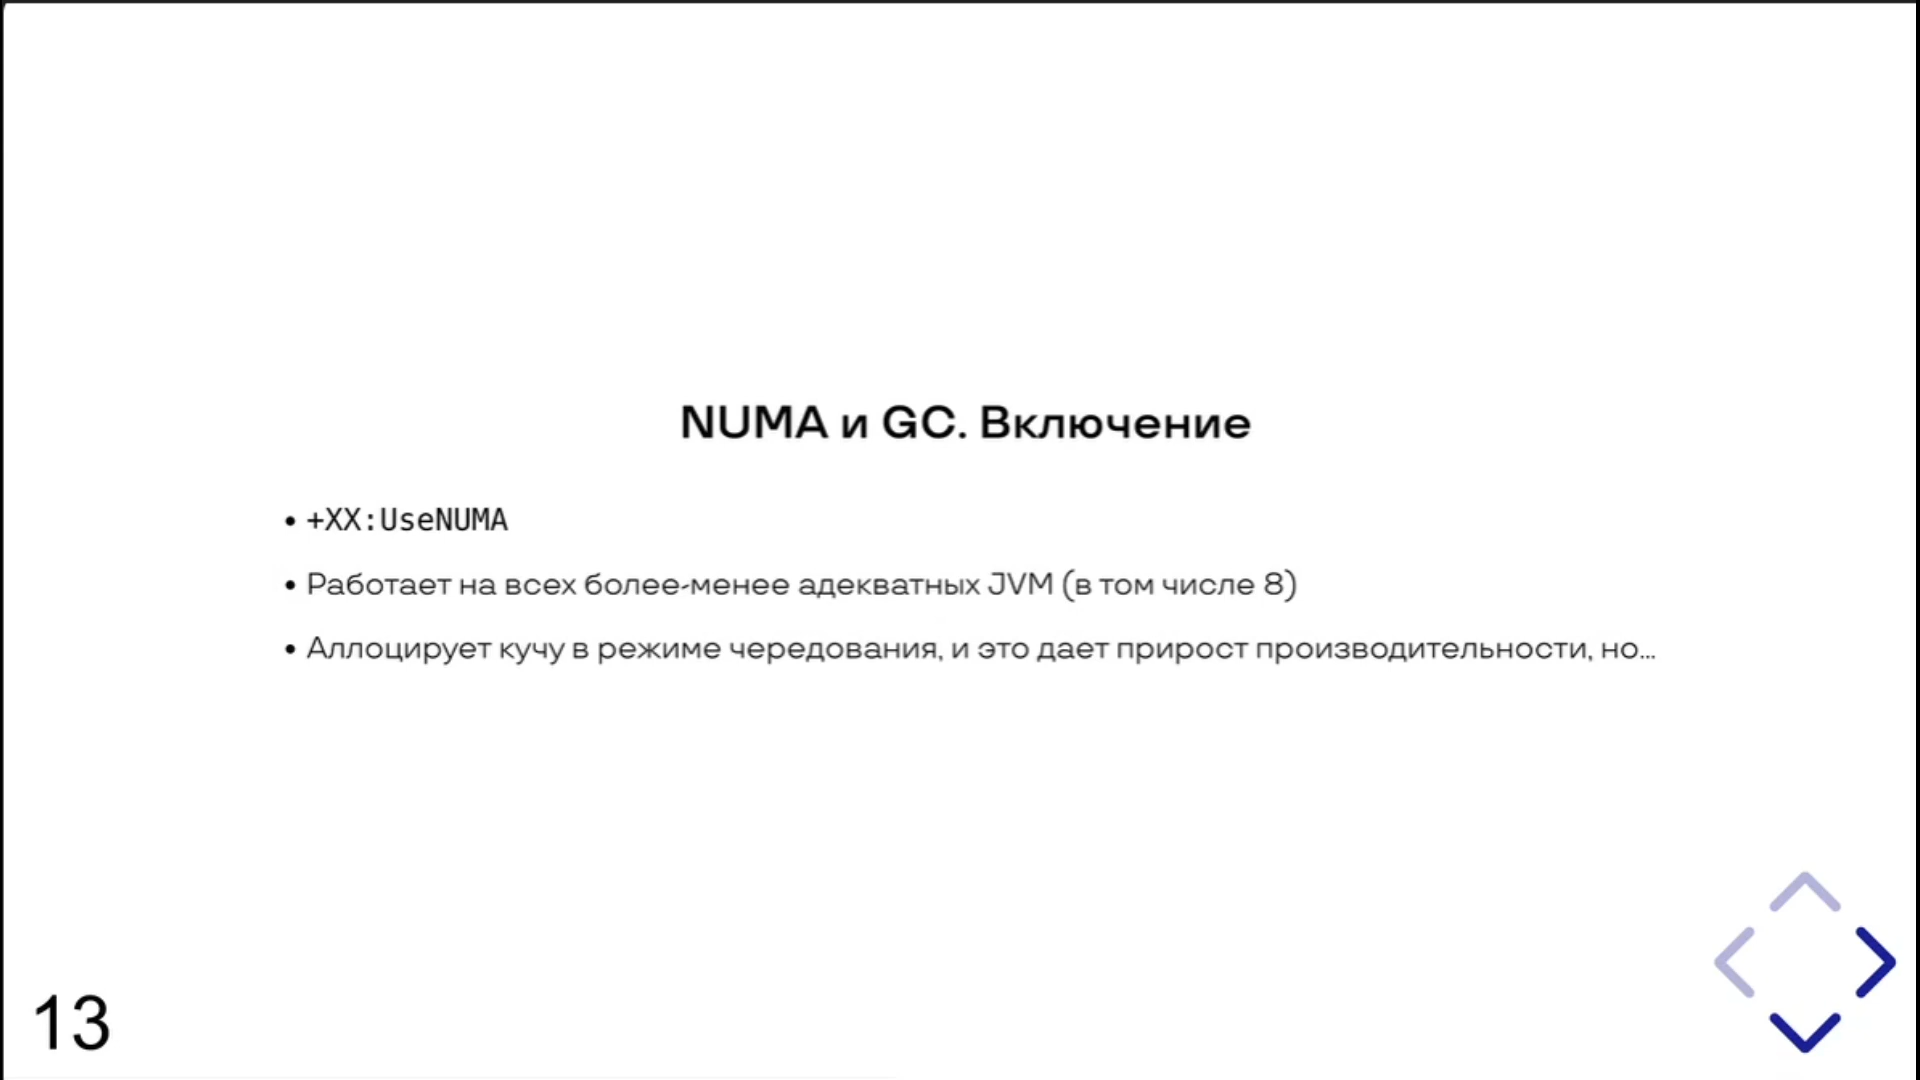 NUMA и GC. Включение
• +XX:UseNUMA
• Работает на всех более-менее адекватных JVM (в том числе 8)
• Аллоцирует кучу в режиме чередования, и это дает прирост производительности, но...
13